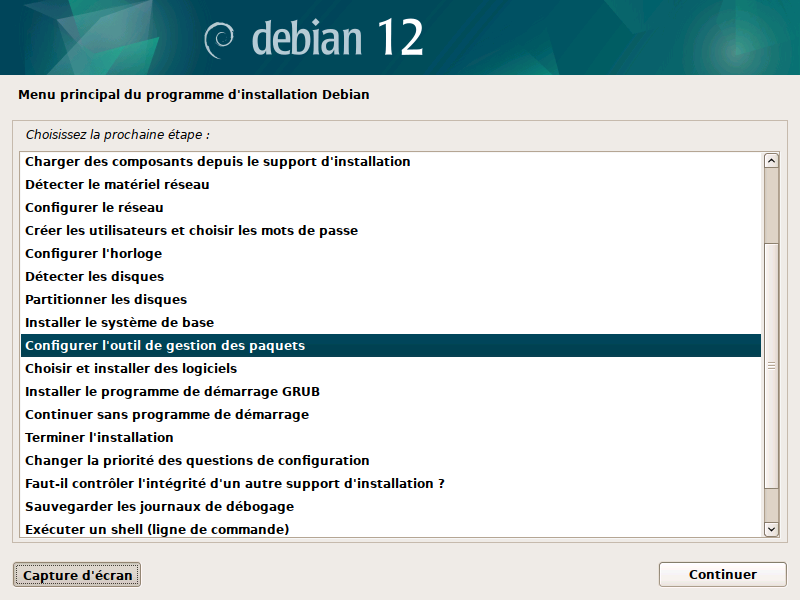 debian 12
Menu principal du programme d'installation Debian
Choisissez la prochaine étape :
Charger des composants depuis le support d'installation
Détecter le matériel réseau
Configurer le réseau
Créer les utilisateurs et choisir les mots de passe
Configurer l'horloge
Détecter les disques
Partitionner les disques
Installer le système de base
Configurer l'outil de gestion des paquets
Choisir et installer des logiciels
Installer le programme de démarrage GRUB
Continuer sans programme de démarrage
Terminer l'installation
Changer la priorité des questions de configuration
Faut-il contrôler l'intégrité d'un autre support d'installation ?
Sauvegarder les journaux de débogage
Exécuter un shell (ligne de commande)
Capture d'écran
Continuer